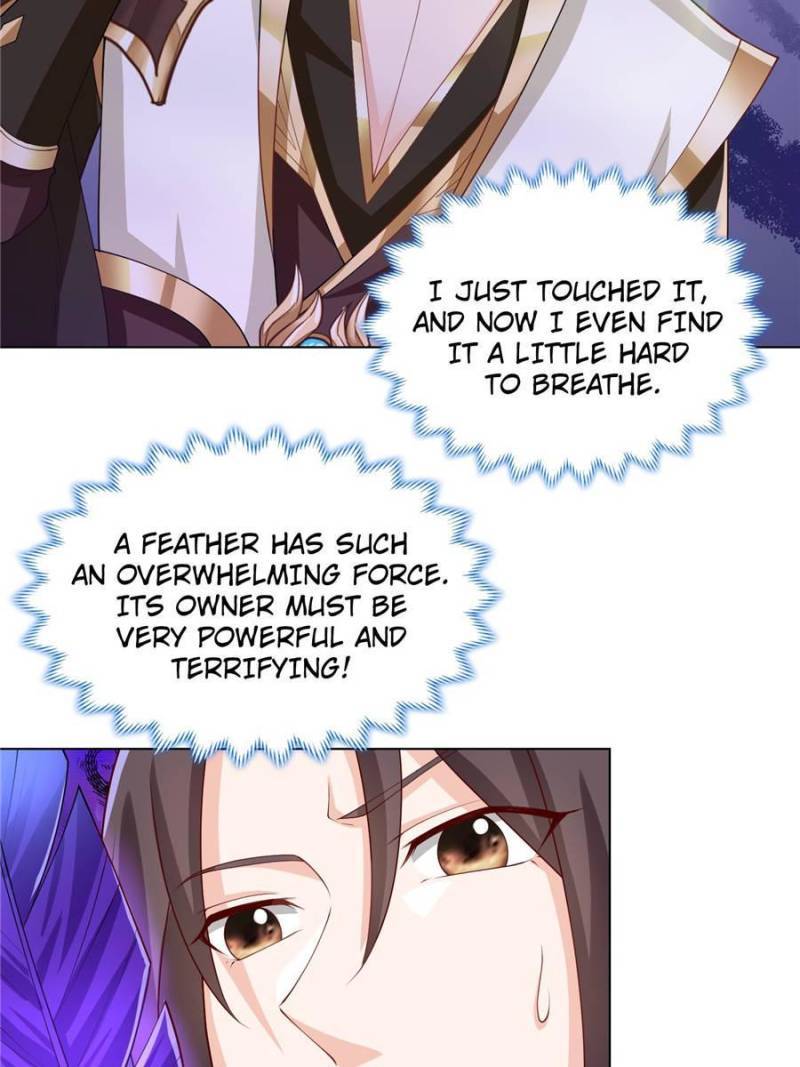 I JUST TOUCHED IT,
AND NOW I EVEN FIND
IT A LITTLE HARD
TO BREATHE.
A FEATHER HAS SUCH
AN OVERWHELMING FORCE.
ITS OWNER MUST BE
VERY POWERFUL AND
TERRIFYING!